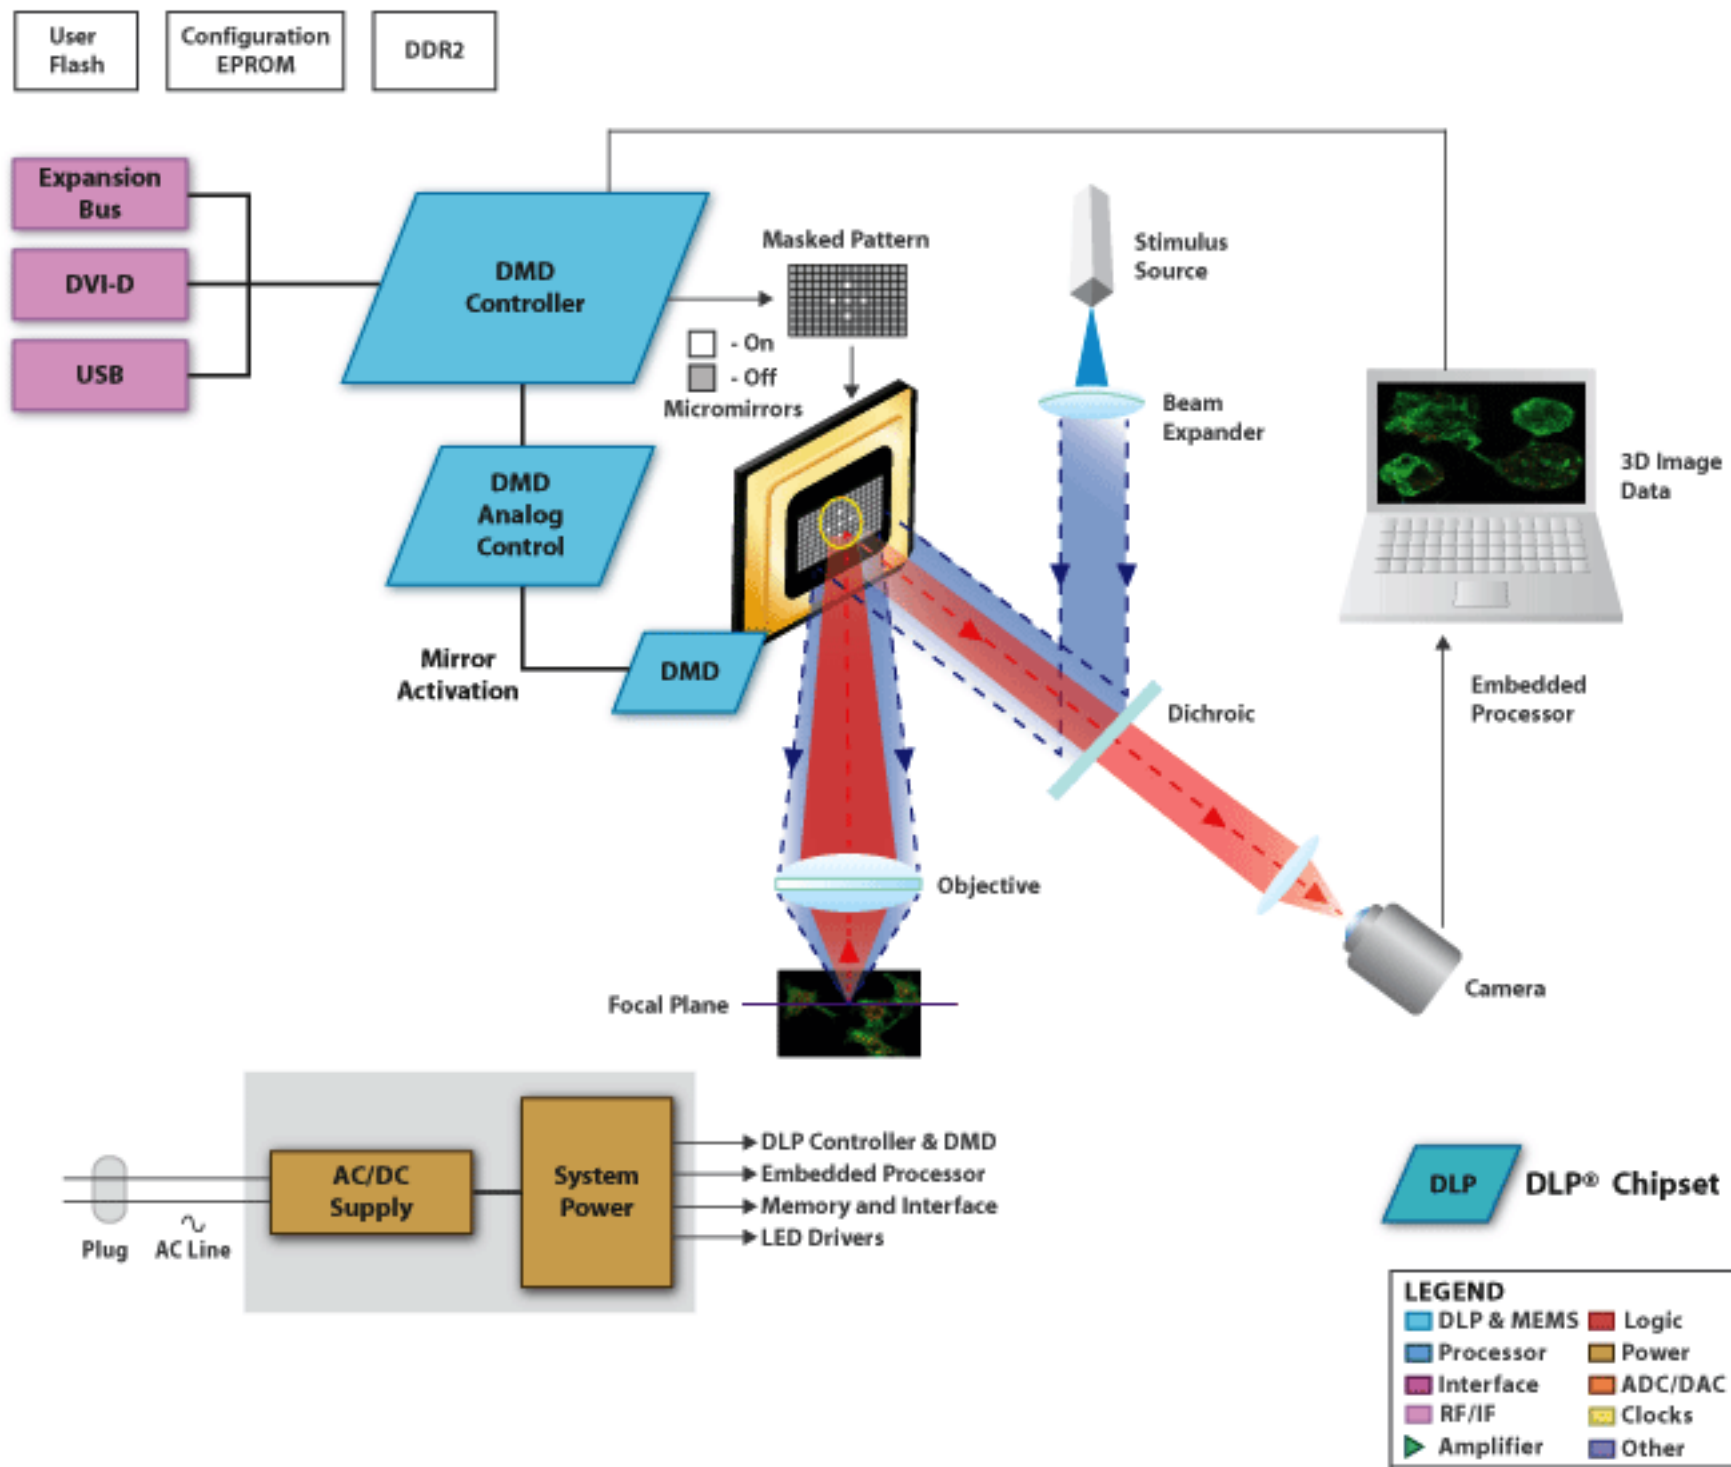 User
Flash
Configuration
EPROM
DDR2
Expansion
Bus
DVI-D
USB
DMD
Controller
Masked Pattern
- On
- Off
Micromirrors
Stimulus
Source
Beam
Expander
DMD
Analog
Control
3D Image
Data
Mirror
Activation
DMD
Dichroic
Embedded
Processor
Objective
Focal Plane
Camera
AC/DC
Supply
System
Power
DLP Controller & DMD
Embedded Processor
Memory and Interface
LED Drivers
Plug
AC Line
DLP
DLP® Chipset
LEGEND
DLP & MEMS
Logic
Processor
Power
Interface
ADC/DAC
RF/IF
Clocks
Amplifier
Other